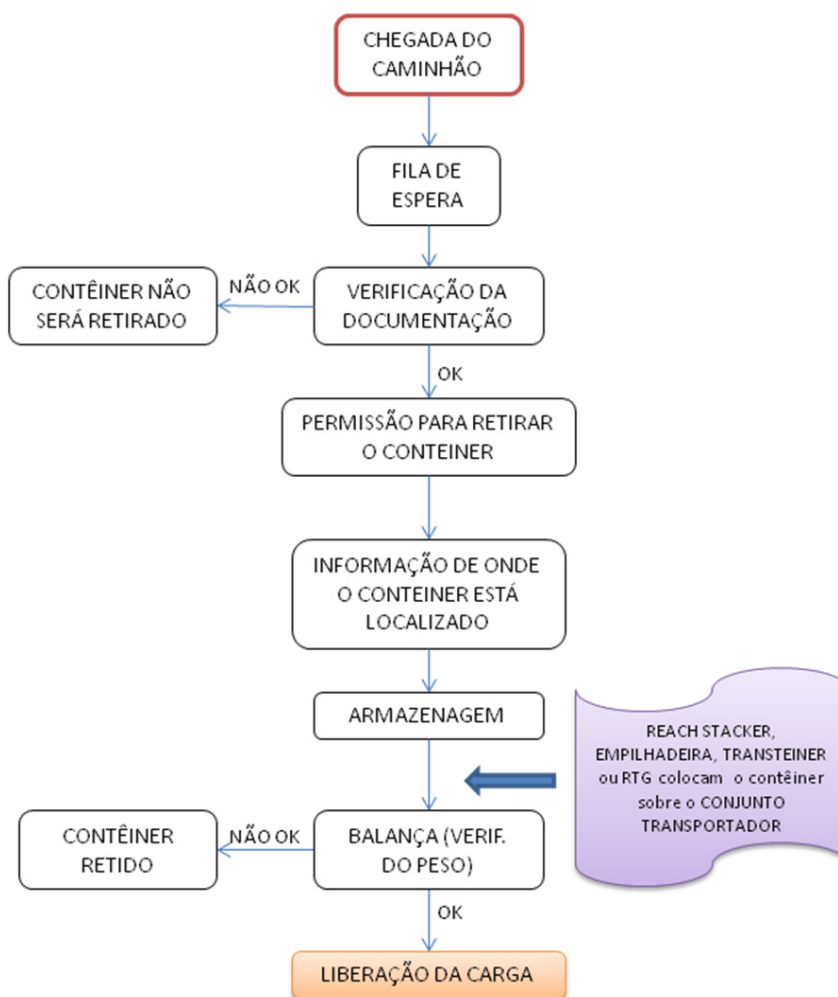 CHEGADA DO
CAMINHÃO
FILA DE
ESPERA
NÃO OK
CONTÊINER NÃO
SERÁ RETIRADO
VERIFICAÇÃO DA
DOCUMENTAÇÃO
OK
PERMISSÃO PARA RETIRAR
O CONTEINER
INFORMAÇÃO DE ONDE
O CONTEINER ESTÁ
LOCALIZADO
ARMAZENAGEM
REACH STACKER,
EMPILHADEIRA, TRANSTEINER
ou RTG colocam o contêiner
sobre o CONJUNTO
TRANSPORTADOR
CONTÊINER
RETIDO
NÃO OK
BALANÇA (VERIF.
DO PESO)
OK
LIBERAÇÃO DA CARGA